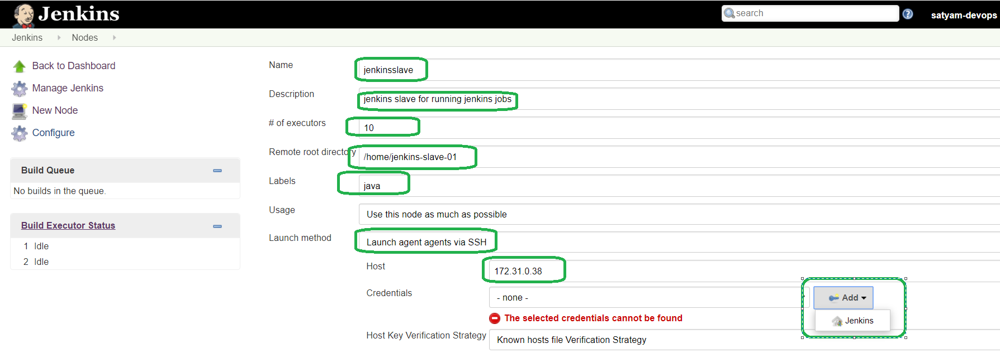 Jenkins
search
satyam-devops
Jenkins
Nodes
Back to Dashboard
Manage Jenkins
New Node
Configure
Build Queue
No builds in the queue.
Build Executor Status
1 Idle
2 Idle
Name
jenkinsslave
Description
jenkins slave for running jenkins jobs
# of executors
10
Remote root directory
/home/jenkins-slave-01
Labels
java
Usage
Use this node as much as possible
Launch method
Launch agent agents via SSH
Host
172.31.0.38
Credentials
- none -
Add
Jenkins
The selected credentials cannot be found
Host Key Verification Strategy
Known hosts file Verification Strategy